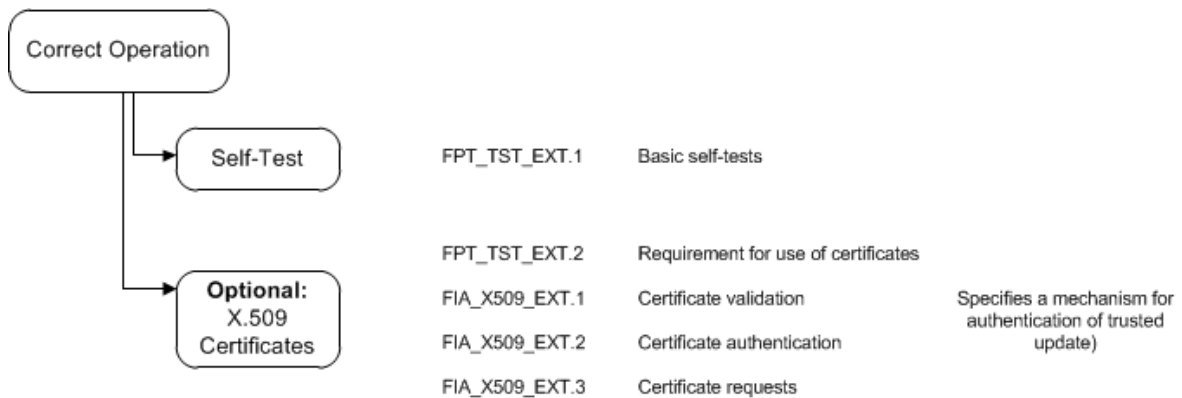 Correct Operation
Self-Test
FPT_TST_EXT.1 Basic self-tests
FPT_TST_EXT.2 Requirement for use of certificates
Optional:
X.509
Certificates
FIA_X509_EXT.1 Certificate validation
Specifies a mechanism for
authentication of trusted
update)
FIA_X509_EXT.2 Certificate authentication
FIA_X509_EXT.3 Certificate requests